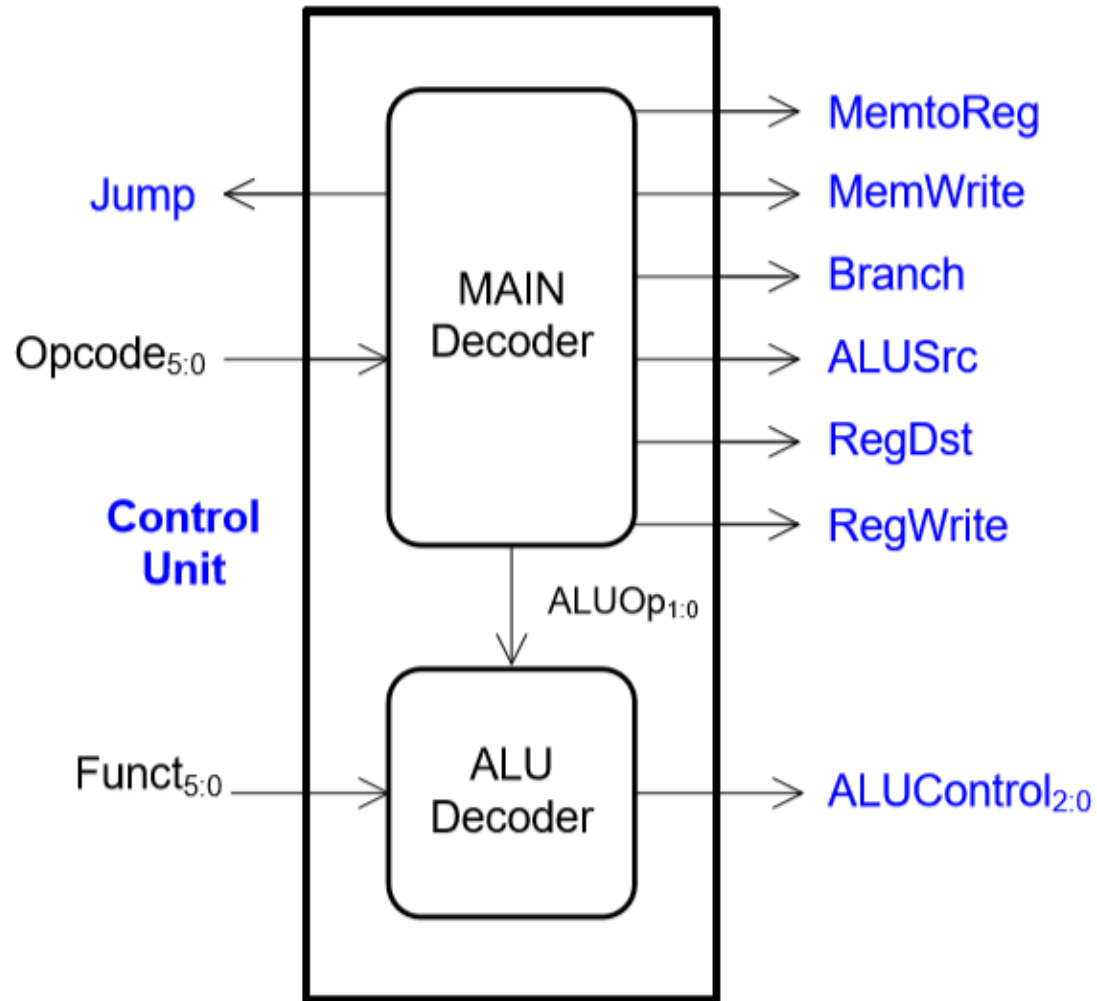 MemtoReg
Jump
MemWrite
MAIN
Decoder
Branch
Opcode5:0
ALUSrc
RegDst
Control
Unit
RegWrite
ALUOp1:0
ALU
Decoder
Funct5:0
ALUControl2:0